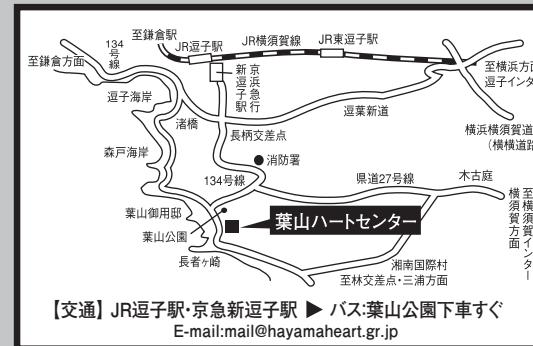 至鎌倉駅
JR逗子駅
JR横須賀線
JR東逗子駅
134号線
至鎌倉方面
京浜急行
新逗子駅
至横浜方面
逗子インタ
逗子海岸
渚橋
長柄交差点
逗葉新道
横浜横須賀道
(横横道路
森戸海岸
消防署
134号線
県道27号線
木古庭
至横須賀インター
横須賀方面
葉山御用邸
葉山公園
葉山ハートセンター
長者ヶ崎
湘南国際村
至林交差点・三浦方面
【交通】JR逗子駅・京急新逗子駅 ▶ バス:葉山公園下車すぐ
E-mail:mail@hayamaheart.gr.jp